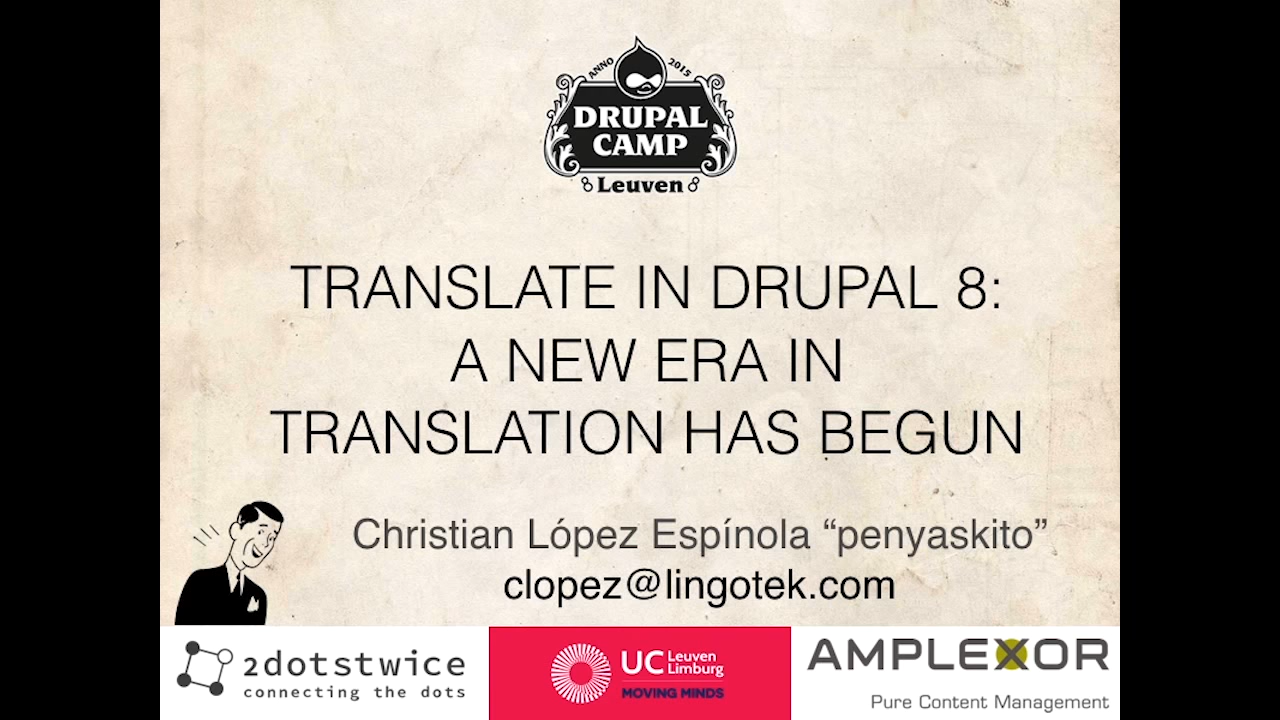 ANNO 2015
DRUPAL
CAMP
Leuven
TRANSLATE IN DRUPAL 8:
A NEW ERA IN
TRANSLATION HAS BEGUN
Christian López Espínola “penyaskito”
clopez@lingotek.com
2dotstwice
connecting the dots
UC Leuven
Limburg
MOVING MINDS
AMPLEXOR
Pure Content Management